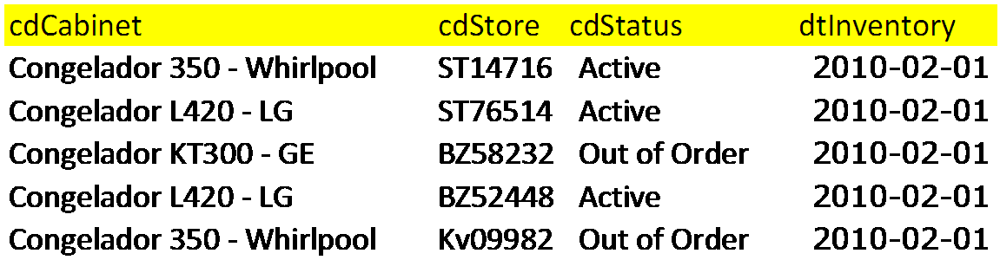 cdCabinet cdStore cdStatus dtInventory
Congelador 350 - Whirlpool ST14716 Active 2010-02-01
Congelador L420 - LG ST76514 Active 2010-02-01
Congelador KT300 - GE BZ58232 Out of Order 2010-02-01
Congelador L420 - LG BZ52448 Active 2010-02-01
Congelador 350 - Whirlpool Kv09982 Out of Order 2010-02-01